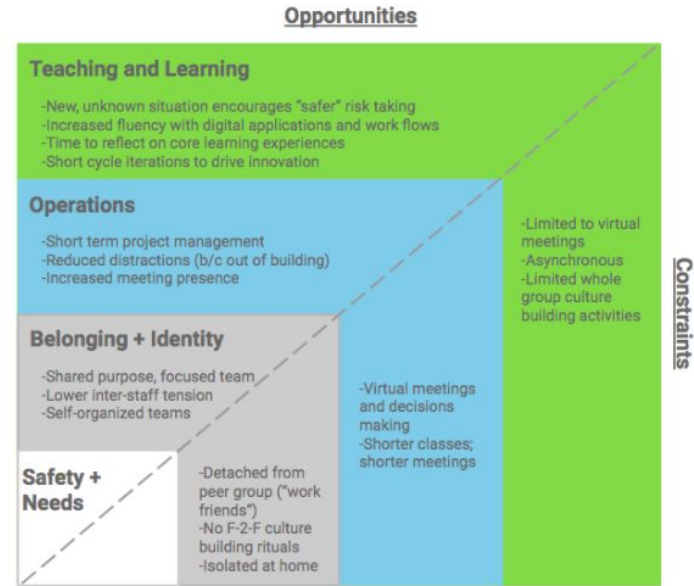 Opportunities
Teaching and Learning
-New, unknown situation encourages “safer” risk taking
-Increased fluency with digital applications and work flows
-Time to reflect on core learning experiences
-Short cycle iterations to drive innovation
Operations
-Short term project management
-Reduced distractions (b/c out of building)
-Increased meeting presence
Belonging + Identity
-Shared purpose, focused team
-Lower inter-staff tension
-Self-organized teams
Safety +
Needs
-Detached from
peer group (“work
friends”)
-No F-2-F culture
building rituals
-Isolated at home
-Virtual meetings
and decisions
making
-Shorter classes;
shorter meetings
-Limited to virtual
meetings
-Asynchronous
-Limited whole
group culture
building activities
Constraints